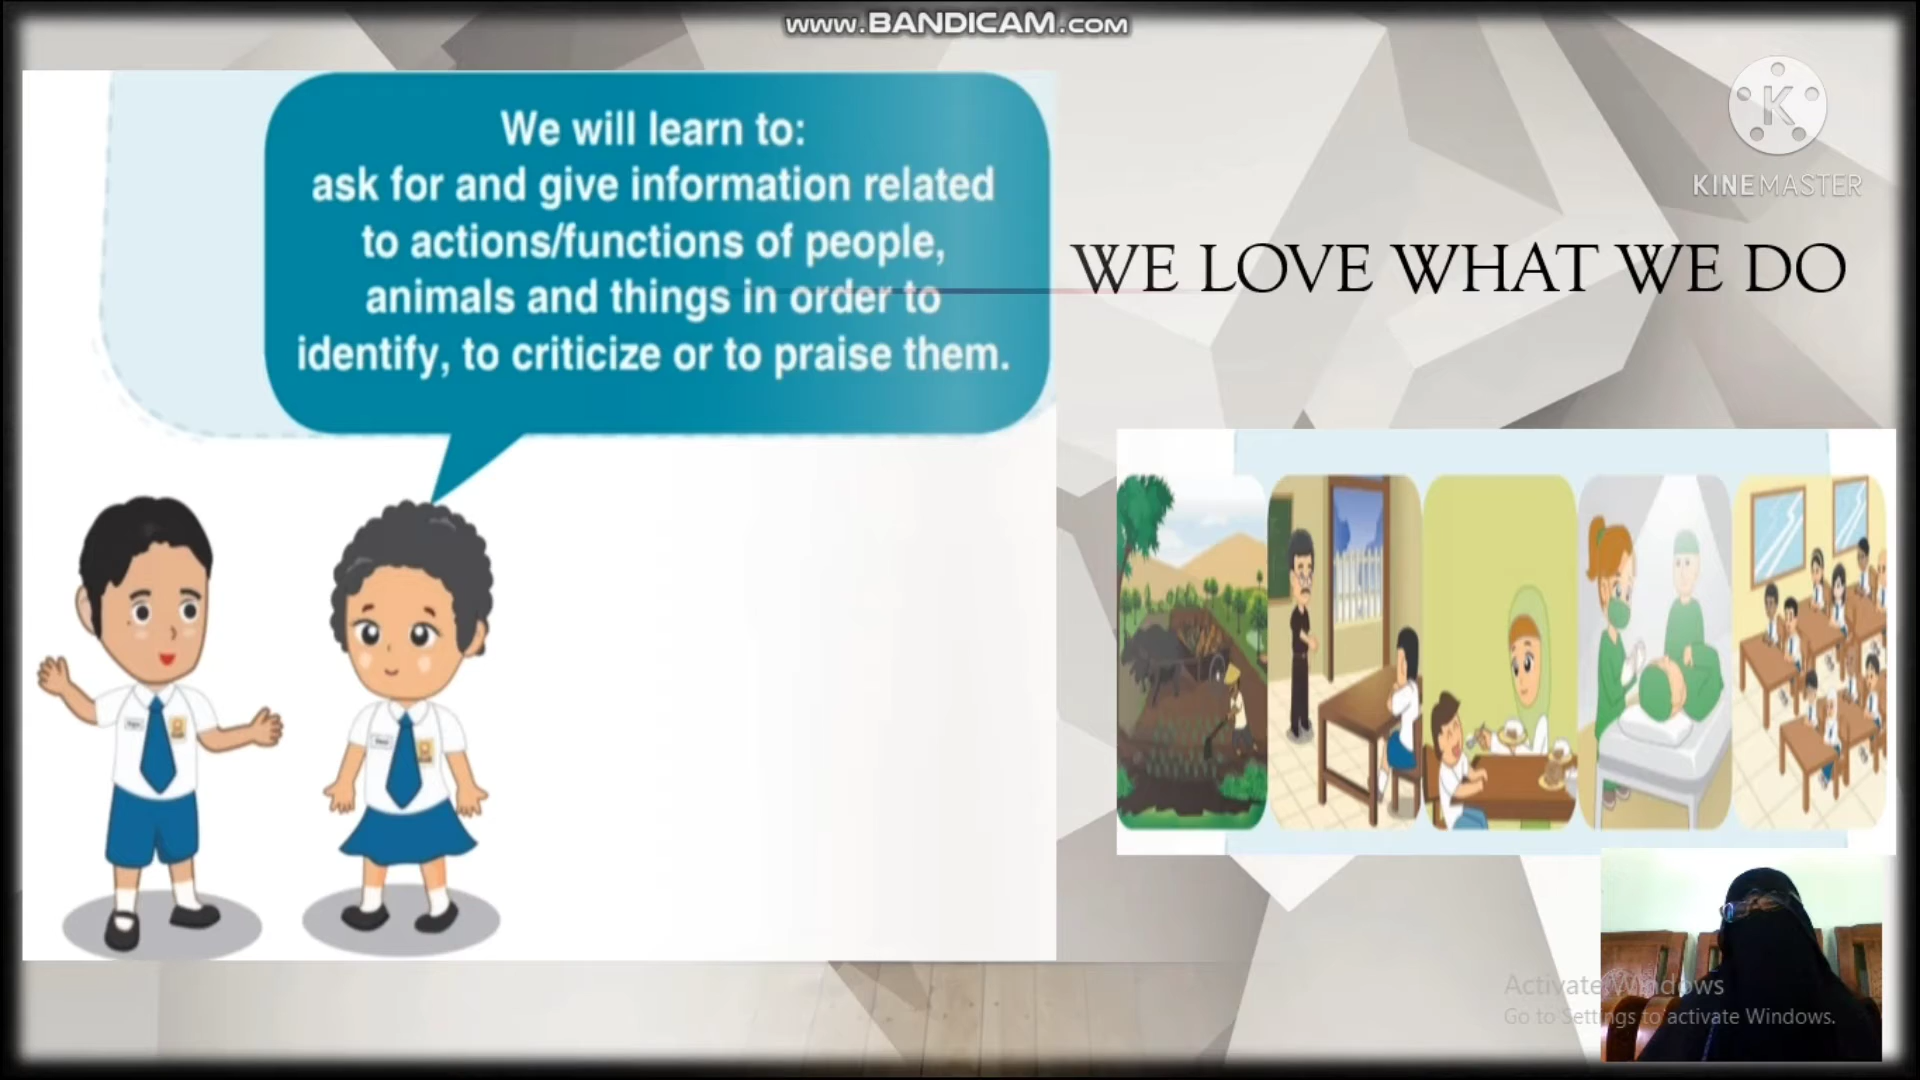 www.BANDICAM.com
We will learn to:
ask for and give information related
to actions/functions of people,
animals and things in order to
identify, to criticize or to praise them.
K
KINEMASTER
WE LOVE WHAT WE DO
Activate Windows
Go to Settings to activate Windows.